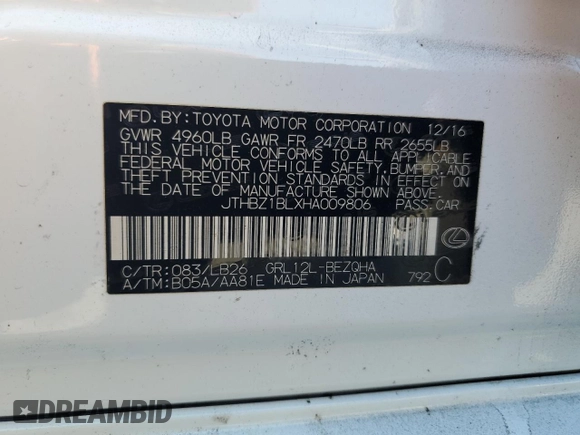 MFD. BY: TOYOTA MOTOR CORPORATION 12/16
GVWR 4960LB GAWR FR 2470LB RR 2655LB
THIS VEHICLE CONFORMS TO ALL APPLICABLE
FEDERAL MOTOR VEHICLE SAFETY, BUMPER, AND
THEFT PREVENTION STANDARDS IN EFFECT ON
THE DATE OF MANUFACTURE SHOWN ABOVE.
JTHBZ1BLXHA009806 PASS. CAR
C/TR: 083/LB26 GRL12L-BEZQHA C
A/TM: B05A/AA81E MADE IN JAPAN 792
DREAMBID